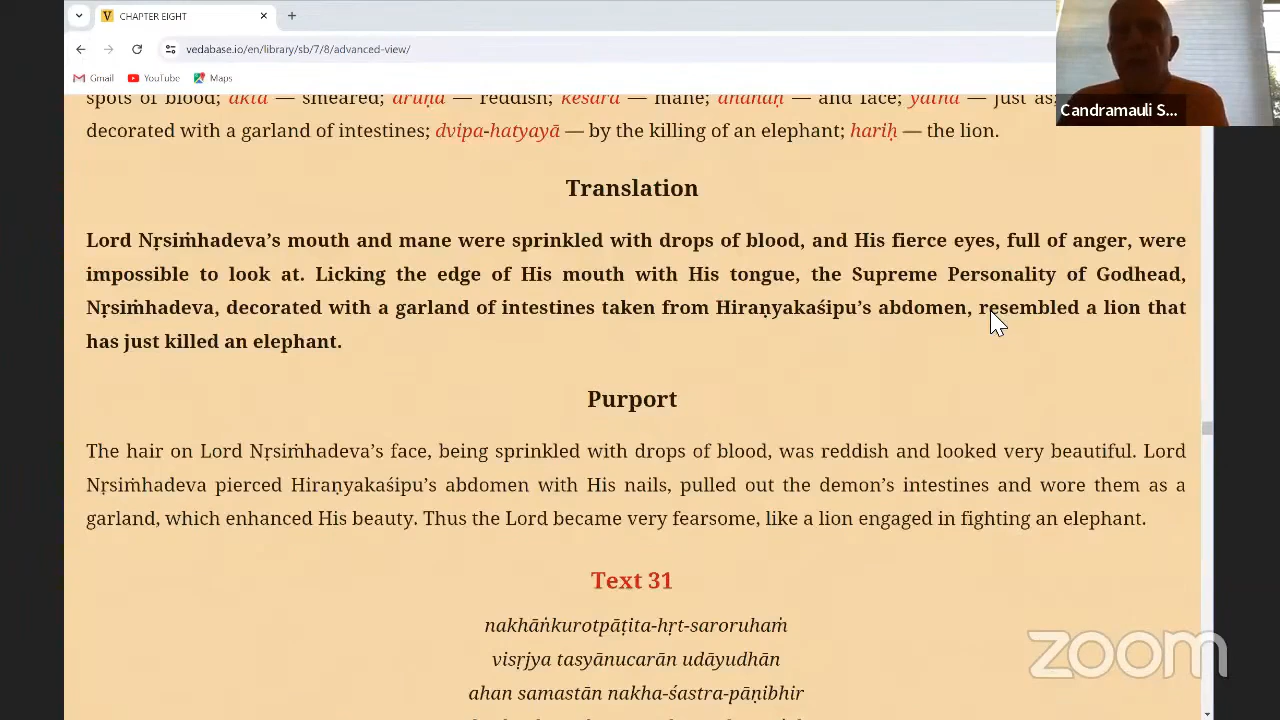 CHAPTER EIGHT
vedabase.io/en/library/sb/7/8/advanced-view/
Gmail YouTube Maps
spots of blood; akta — smeared; aruṇa — reddish; keśara — mane; ānanaḥ — and face; yathā — just as;
decorated with a garland of intestines; dvipa-hatyayā — by the killing of an elephant; hariḥ — the lion.
Candramauli S...
Translation
Lord Nṛsiṁhadeva’s mouth and mane were sprinkled with drops of blood, and His fierce eyes, full of anger, were
impossible to look at. Licking the edge of His mouth with His tongue, the Supreme Personality of Godhead,
Nṛsiṁhadeva, decorated with a garland of intestines taken from Hiraṇyakaśipu’s abdomen, resembled a lion that
has just killed an elephant.
Purport
The hair on Lord Nṛsiṁhadeva’s face, being sprinkled with drops of blood, was reddish and looked very beautiful. Lord
Nṛsiṁhadeva pierced Hiraṇyakaśipu’s abdomen with His nails, pulled out the demon’s intestines and wore them as a
garland, which enhanced His beauty. Thus the Lord became very fearsome, like a lion engaged in fighting an elephant.
Text 31
nakhāṅkurotpāṭita-hṛt-saroruhaṁ
visṛjya tasyānucarān udāyudhān
ahan samastān nakha-śastra-pāṇibhir
zoom